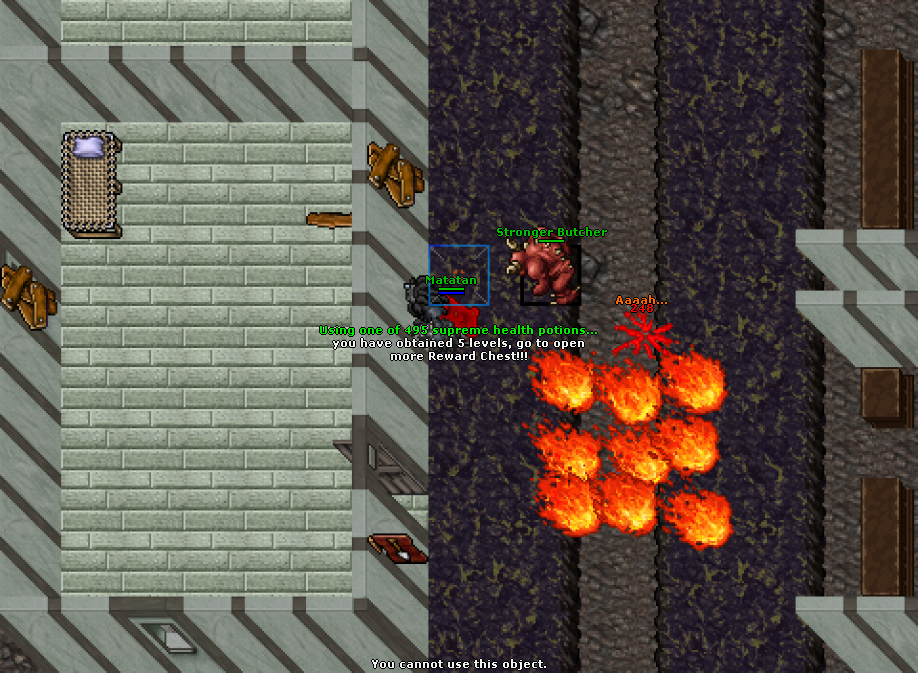 Stronger Butcher
Matatan
Aaaah...
248
Using one of 495 supreme health potions...
you have obtained 5 levels, go to open
more Reward Chest!!!
You cannot use this object.